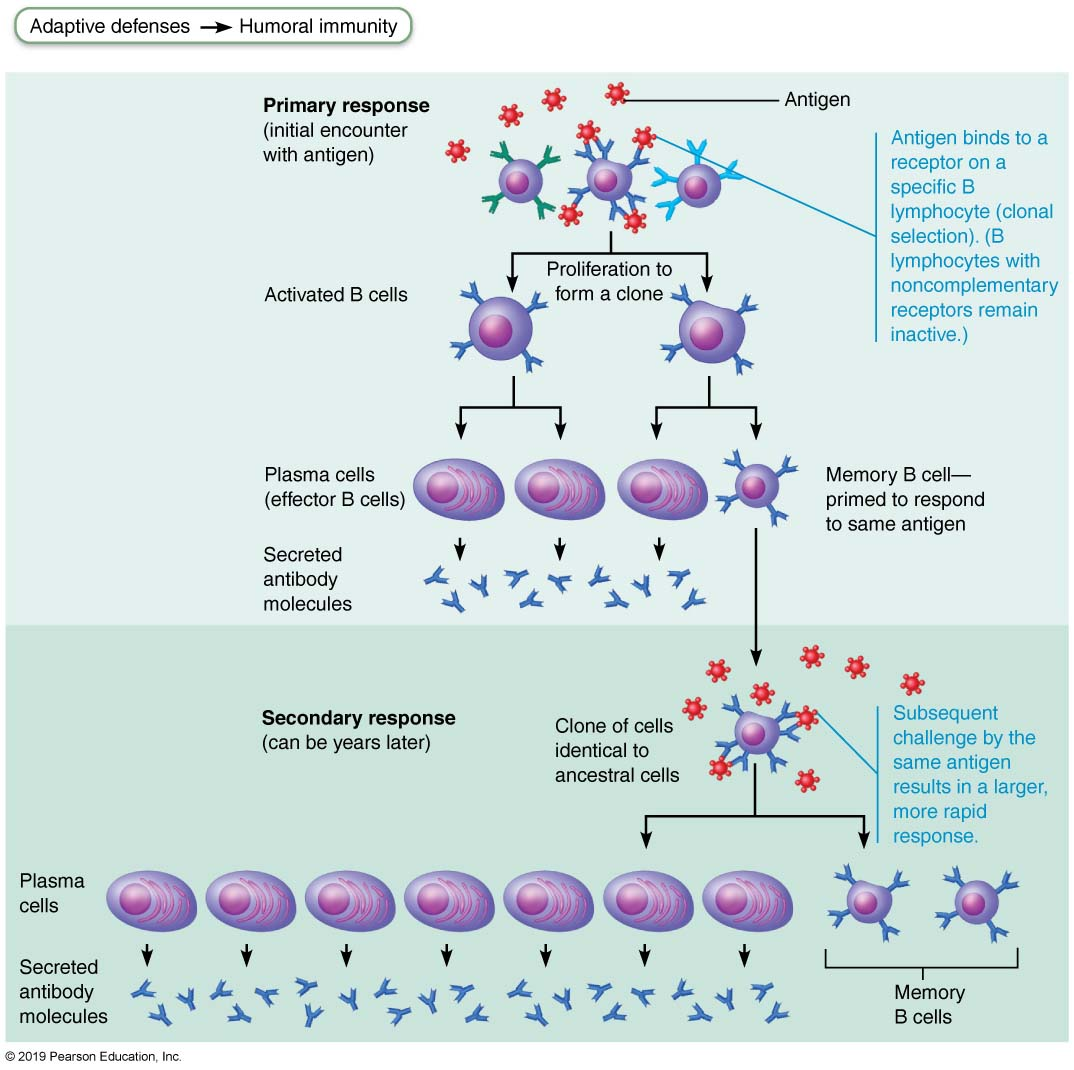 Adaptive defenses → Humoral immunity
Primary response
(initial encounter
with antigen)
Antigen
Antigen binds to a
receptor on a
specific B
lymphocyte (clonal
selection). (B
lymphocytes with
noncomplementary
receptors remain
inactive.)
Proliferation to
form a clone
Activated B cells
Plasma cells
(effector B cells)
Memory B cell—
primed to respond
to same antigen
Secreted
antibody
molecules
Secondary response
(can be years later)
Clone of cells
identical to
ancestral cells
Subsequent
challenge by the
same antigen
results in a larger,
more rapid
response.
Plasma
cells
Secreted
antibody
molecules
Memory
B cells
© 2019 Pearson Education, Inc.